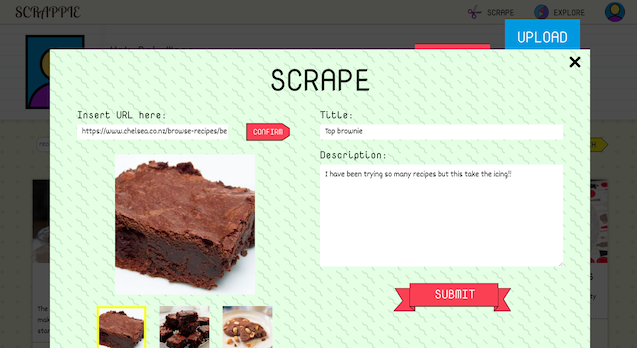 SCRAPPIE
SCRAPE
EXPLORE
UPLOAD
SCRAPE
Insert URL here:
https://www.chelsea.co.nz/browse-recipes/be
CONFIRM
Title:
Top brownie
Description:
I have been trying so many recipes but this take the icing!!
SUBMIT